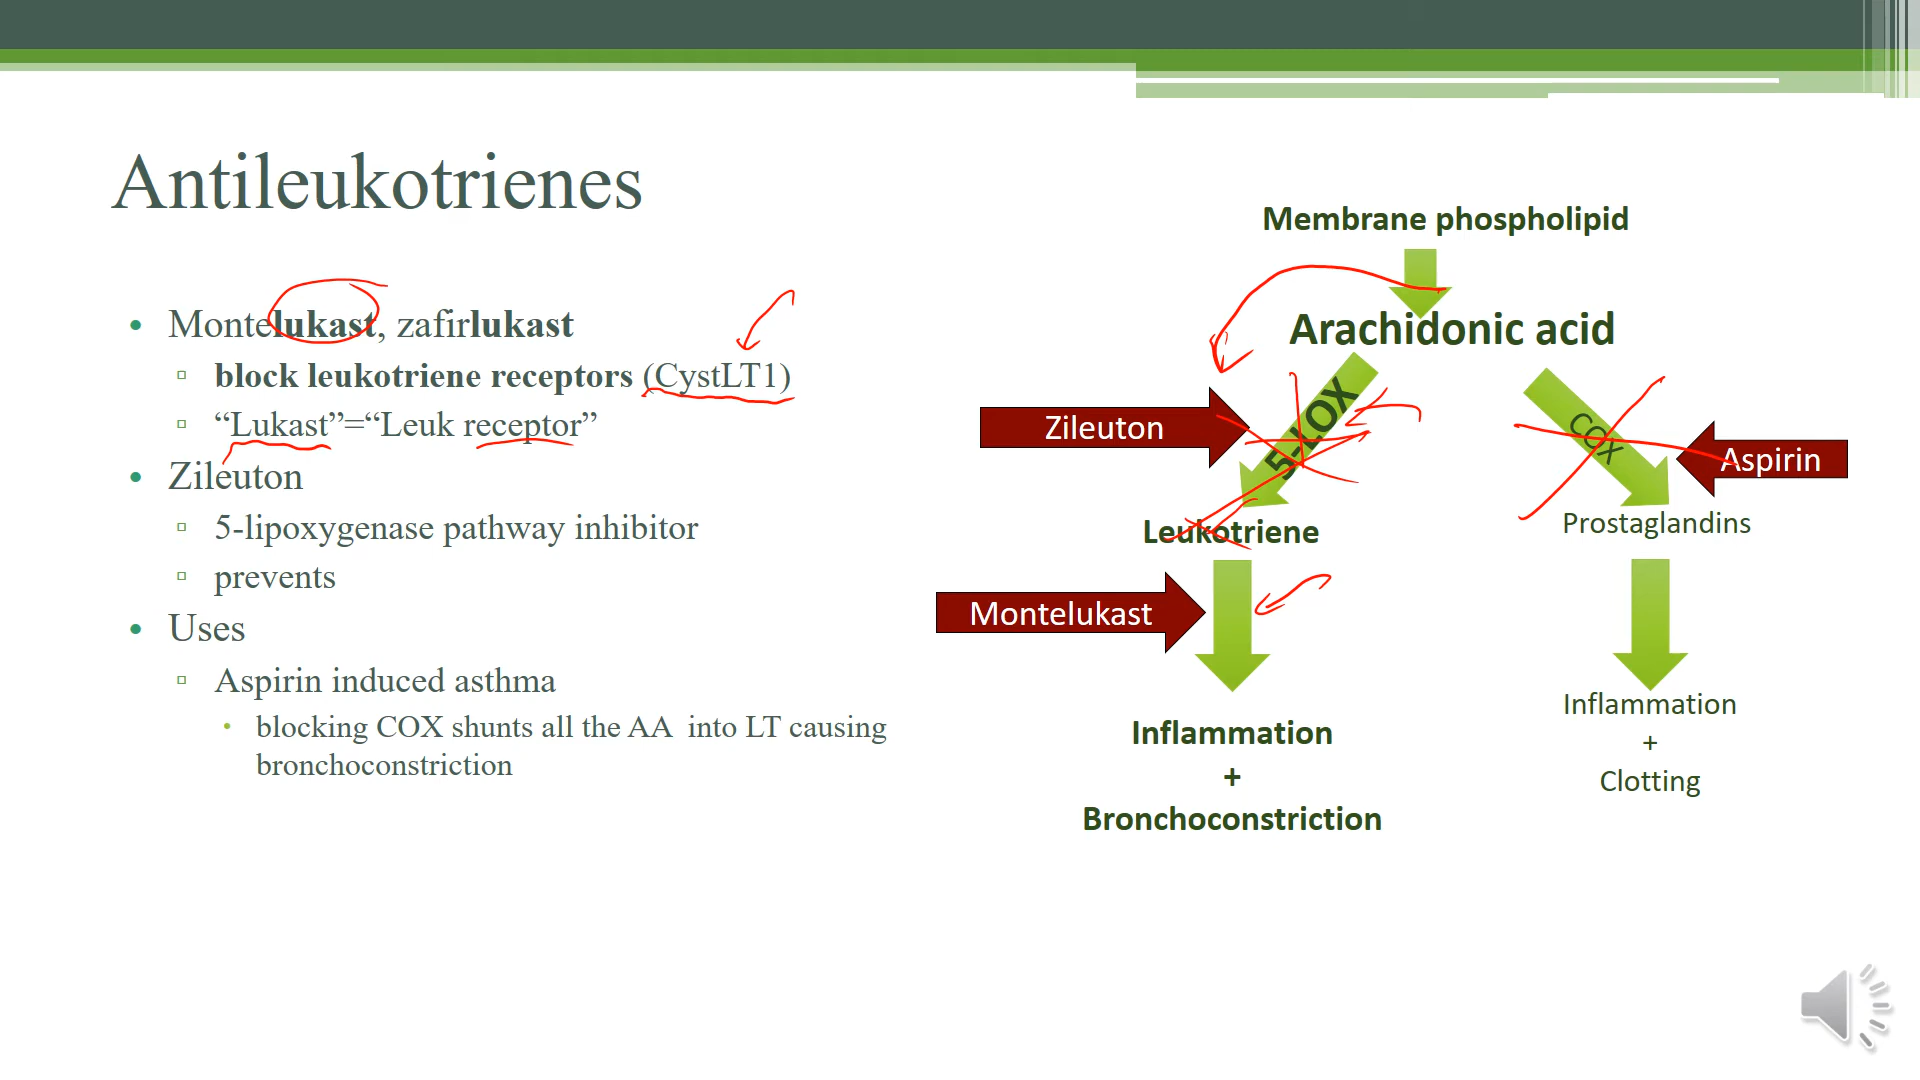 Antileukotrienes
Montelukast, zafirlukast
block leukotriene receptors (CystLT1)
“Lukast”=“Leuk receptor”
Zileuton
5-lipoxygenase pathway inhibitor
prevents
Uses
Aspirin induced asthma
blocking COX shunts all the AA into LT causing
bronchoconstriction
Membrane phospholipid
Arachidonic acid
Zileuton
5-LOX
COX
Aspirin
Leukotriene
Prostaglandins
Montelukast
Inflammation
+
Bronchoconstriction
Inflammation
+
Clotting